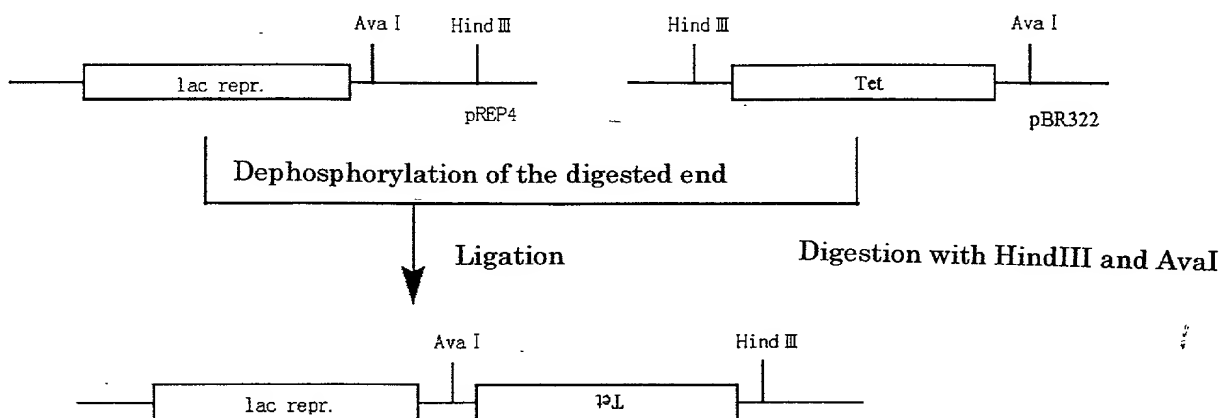 Ava Ⅰ Hind Ⅲ Hind Ⅲ Ava Ⅰ
lac repr. Tet
pREP4 pBR322
Dephosphorylation of the digested end
Ligation Digestion with HindIII and AvaI
Ava Ⅰ Hind Ⅲ
lac repr. Tet